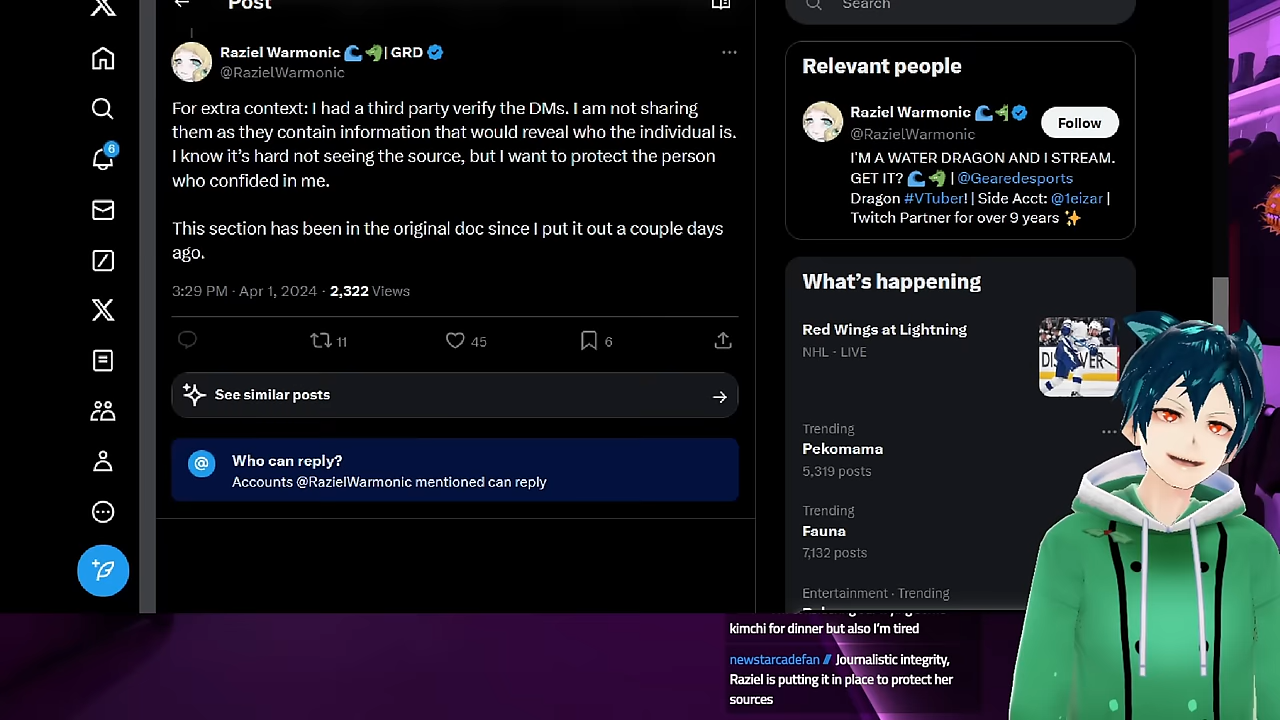 Post
Search
Raziel Warmonic 🌊🐲| GRD
@RazielWarmonic
For extra context: I had a third party verify the DMs. I am not sharing
them as they contain information that would reveal who the individual is.
I know it's hard not seeing the source, but I want to protect the person
who confided in me.
This section has been in the original doc since I put it out a couple days
ago.
3:29 PM · Apr 1, 2024 · 2,322 Views
11
45
6
See similar posts
Who can reply?
Accounts @RazielWarmonic mentioned can reply
6
Relevant people
Raziel Warmonic 🌊🐲
@RazielWarmonic
Follow
I'M A WATER DRAGON AND I STREAM.
GET IT? 🌊🐲 | @Gearedesports
Dragon #VTuber! | Side Acct: @1eizar |
Twitch Partner for over 9 years ✨
What's happening
Red Wings at Lightning
NHL - LIVE
Trending
Pekomama
5,319 posts
Trending
Fauna
7,132 posts
Entertainment · Trending
kimchi for dinner but also I'm tired
newstarcadefan // Journalistic integrity,
Raziel is putting it in place to protect her
sources